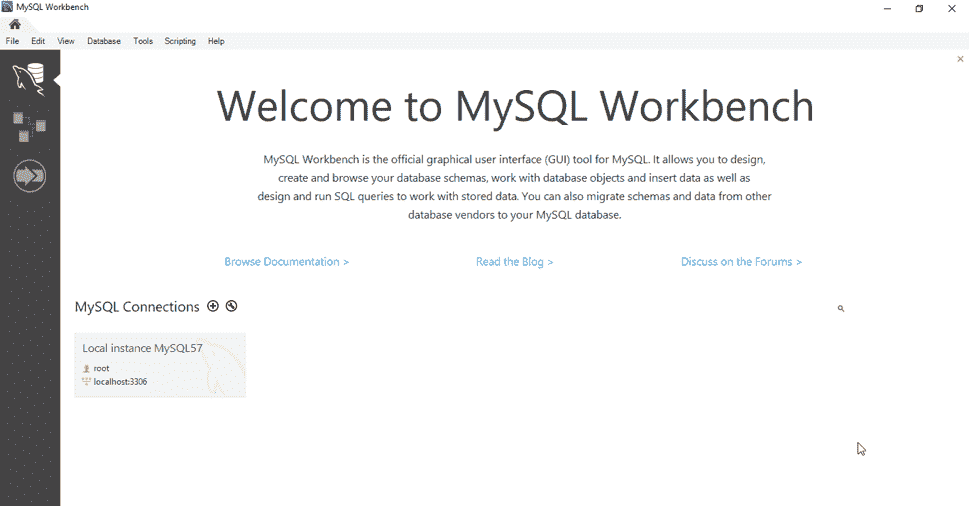 MySQL Workbench
File Edit View Database Tools Scripting Help
Welcome to MySQL Workbench
MySQL Workbench is the official graphical user interface (GUI) tool for MySQL. It allows you to design,
create and browse your database schemas, work with database objects and insert data as well as
design and run SQL queries to work with stored data. You can also migrate schemas and data from other
database vendors to your MySQL database.
Browse Documentation > Read the Blog > Discuss on the Forums >
MySQL Connections
Local instance MySQL57
root
localhost:3306